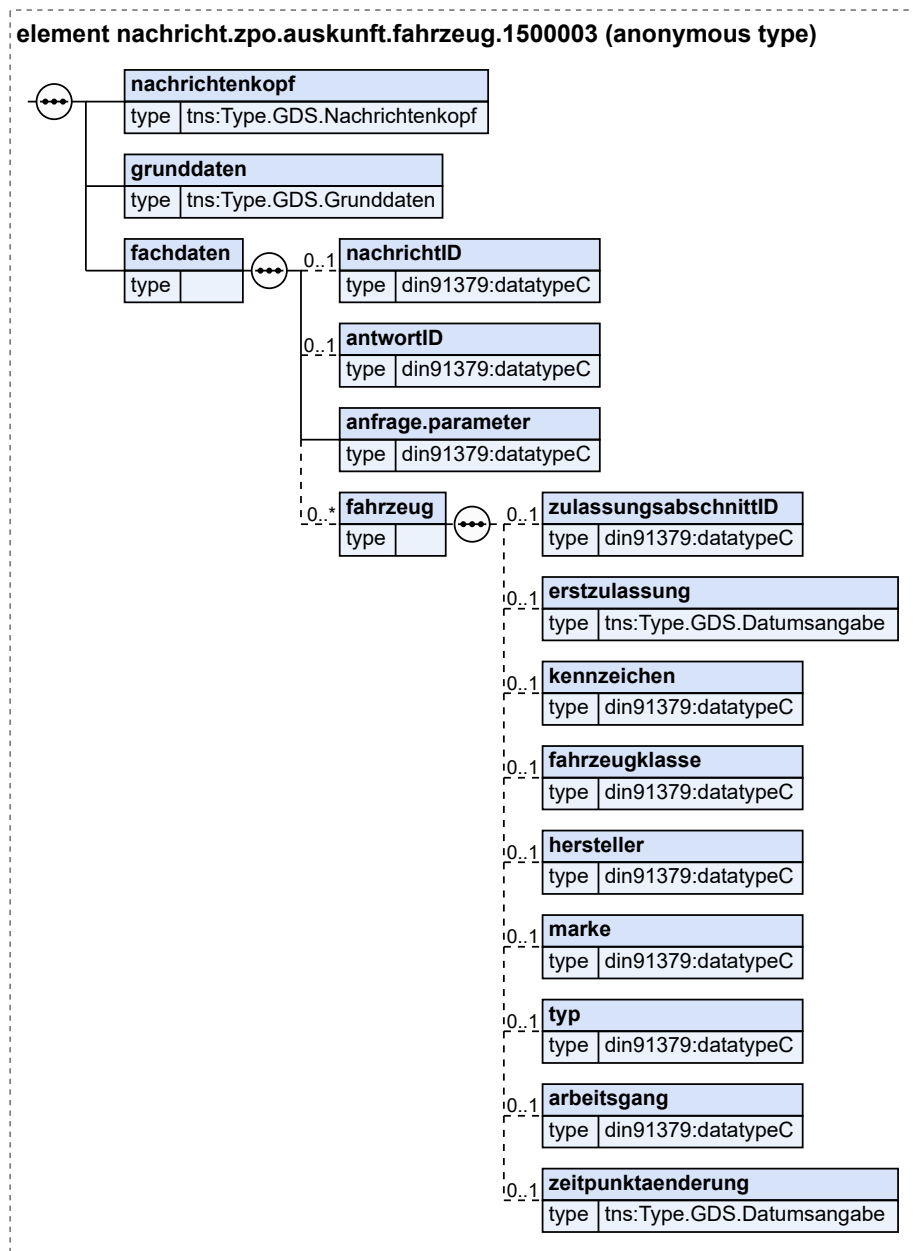 element nachricht.zpo.auskunft.fahrzeug.1500003 (anonymous type)
nachrichtenkopf
type tns:Type.GDS.Nachrichtenkopf
grunddaten
type tns:Type.GDS.Grunddaten
fachdaten
type
0..1 nachrichtID
type din91379:datatypeC
0..1 antwortID
type din91379:datatypeC
anfrage.parameter
type din91379:datatypeC
0..* fahrzeug
type
0..1 zulassungsabschnittID
type din91379:datatypeC
0..1 erstzulassung
type tns:Type.GDS.Datumsangabe
0..1 kennzeichen
type din91379:datatypeC
0..1 fahrzeugklasse
type din91379:datatypeC
0..1 hersteller
type din91379:datatypeC
0..1 marke
type din91379:datatypeC
0..1 typ
type din91379:datatypeC
0..1 arbeitsgang
type din91379:datatypeC
0..1 zeitpunktaenderung
type tns:Type.GDS.Datumsangabe